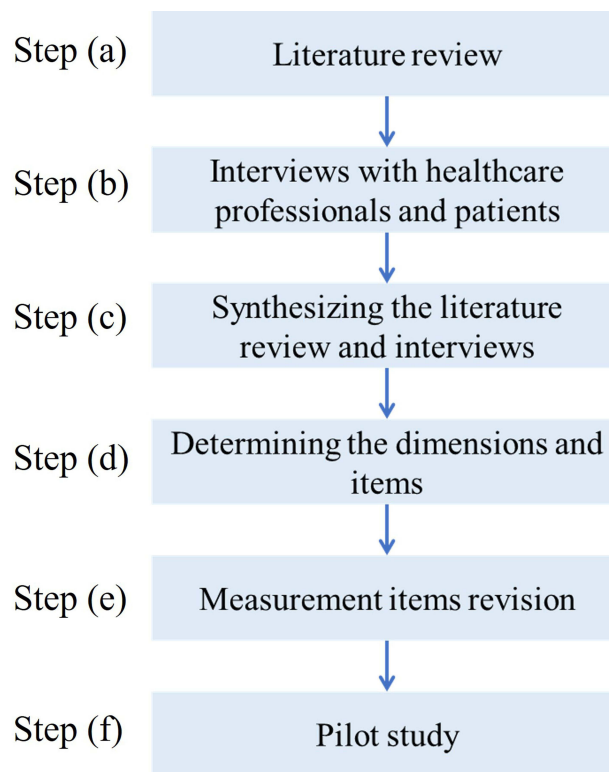 Step (a)
Literature review
Step (b)
Interviews with healthcare
professionals and patients
Step (c)
Synthesizing the literature
review and interviews
Step (d)
Determining the dimensions and
items
Step (e)
Measurement items revision
Step (f)
Pilot study